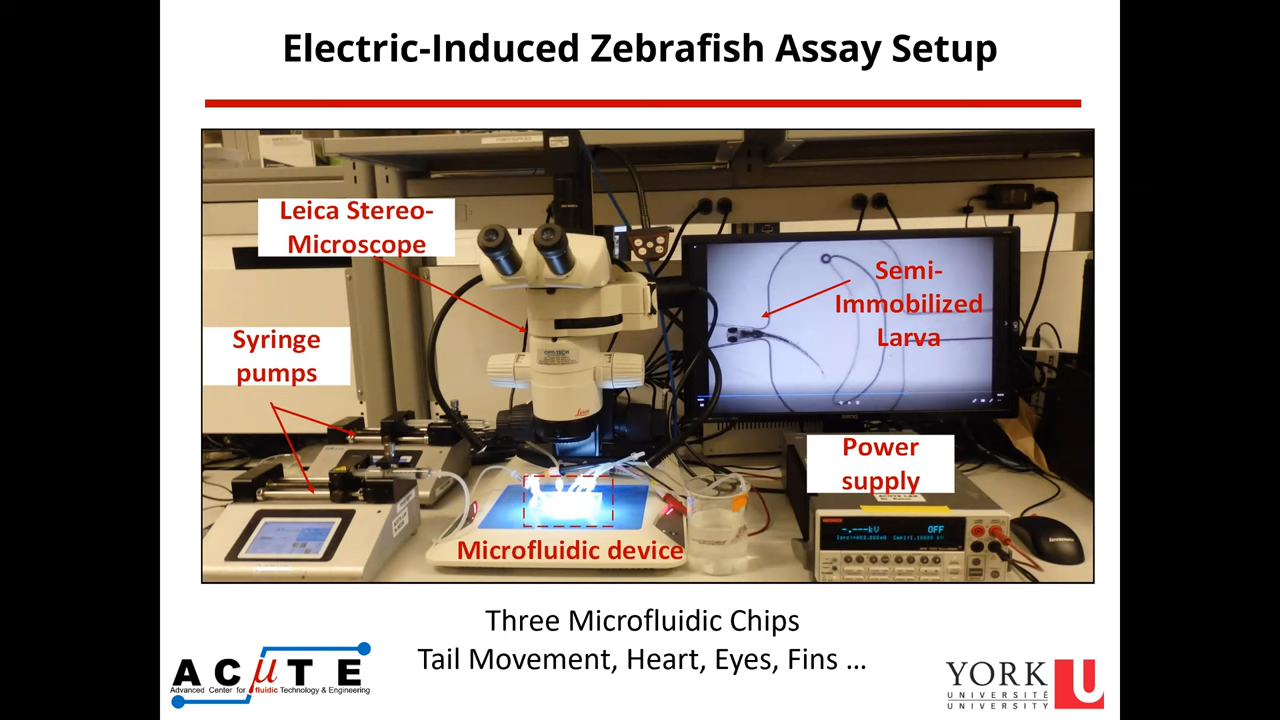 Electric-Induced Zebrafish Assay Setup
Leica Stereo-
Microscope
Semi-
Immobilized
Larva
Syringe
pumps
Power
supply
Microfluidic device
OFF
Three Microfluidic Chips
Tail Movement, Heart, Eyes, Fins ...
ACμTE
Advanced Center for μfluidic Technology & Engineering
YORK U
UNIVERSITÉ
UNIVERSITY